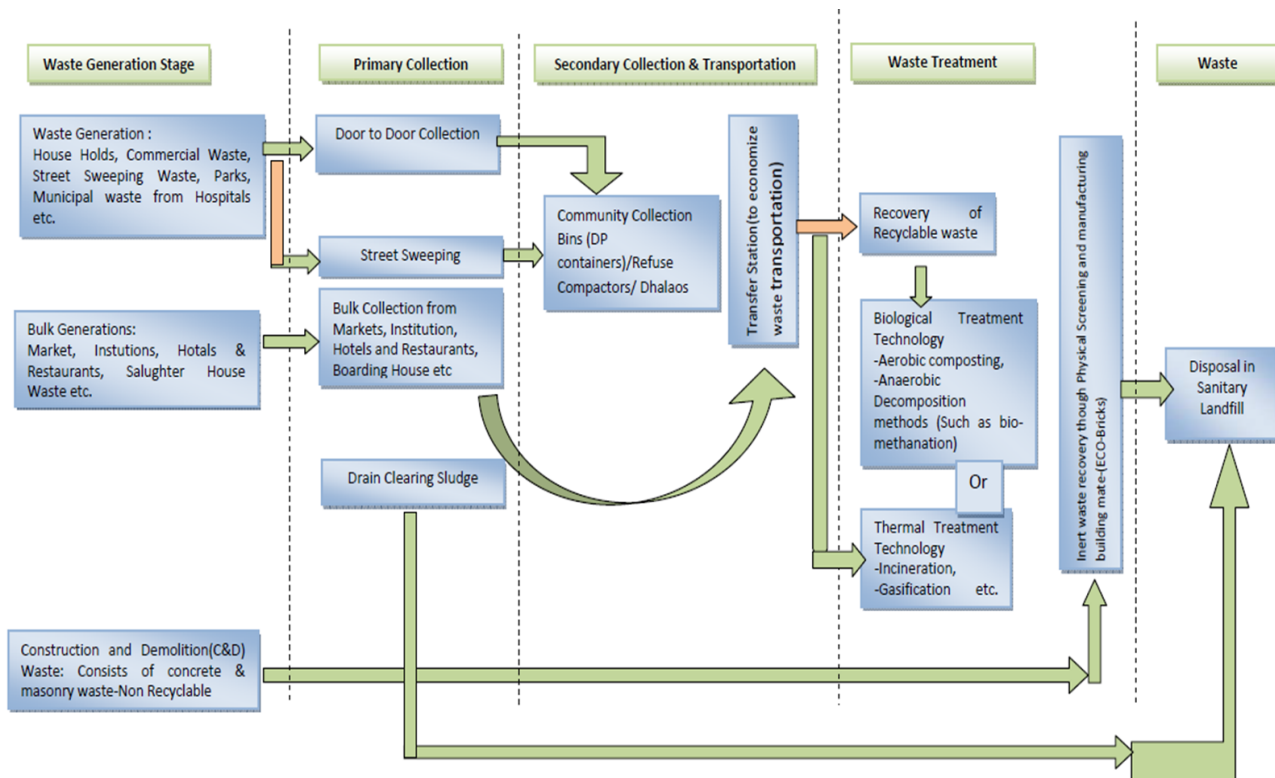 Waste Generation Stage
Primary Collection
Secondary Collection & Transportation
Waste Treatment
Waste
Waste Generation :
House Holds, Commercial Waste,
Street Sweeping Waste, Parks,
Municipal waste from Hospitals
etc.
Door to Door Collection
Street Sweeping
Community Collection
Bins (DP
containers)/Refuse
Compactors/ Dhalaos
Transfer Station(to economize
waste transportation)
Recovery of
Recyclable waste
Bulk Generations:
Market, Instutions, Hotals &
Restaurants, Salughter House
Waste etc.
Bulk Collection from
Markets, Institution,
Hotels and Restaurants,
Boarding House etc
Drain Clearing Sludge
Biological Treatment
Technology
-Aerobic composting,
-Anaerobic
Decomposition
methods (Such as bio-
methanation)
Or
Thermal Treatment
Technology
-Incineration,
-Gasification etc.
Inert waste recovery though Physical Screening and manufacturing
building mate-(ECO-Bricks)
Disposal in
Sanitary
Landfill
Construction and Demolition(C&D)
Waste: Consists of concrete &
masonry waste-Non Recyclable